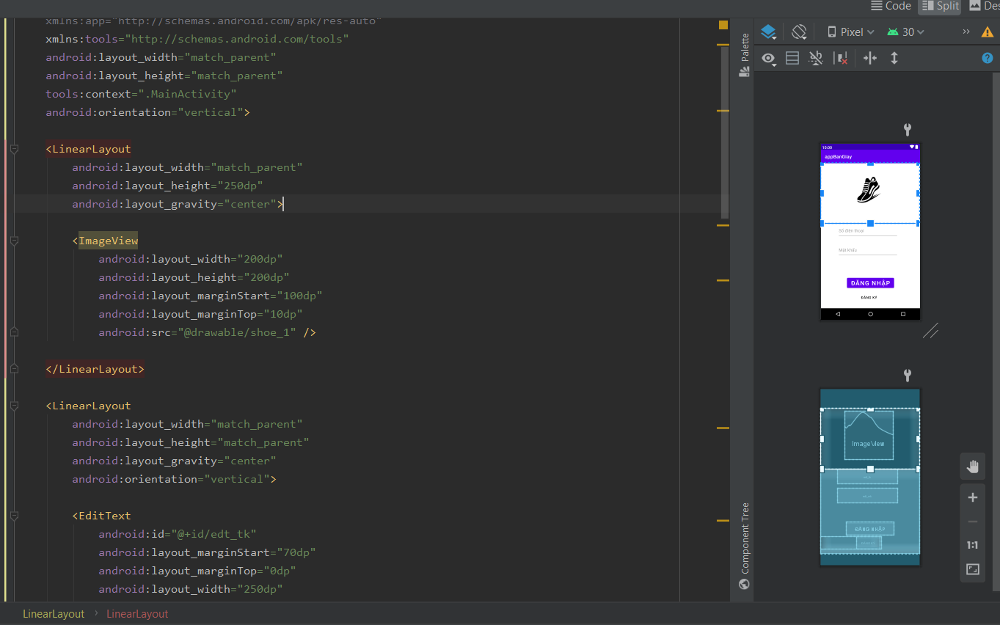 Code Split Des
xmlns:app="http://schemas.android.com/apk/res-auto"
xmlns:tools="http://schemas.android.com/tools"
android:layout_width="match_parent"
android:layout_height="match_parent"
tools:context=".MainActivity"
android:orientation="vertical">
<LinearLayout
android:layout_width="match_parent"
android:layout_height="250dp"
android:layout_gravity="center">
<ImageView
android:layout_width="200dp"
android:layout_height="200dp"
android:layout_marginStart="100dp"
android:layout_marginTop="10dp"
android:src="@drawable/shoe_1" />
</LinearLayout>
<LinearLayout
android:layout_width="match_parent"
android:layout_height="match_parent"
android:layout_gravity="center"
android:orientation="vertical">
<EditText
android:id="@+id/edt_tk"
android:layout_marginStart="70dp"
android:layout_marginTop="0dp"
android:layout_width="250dp"
LinearLayout › LinearLayout
Palette
Component Tree
Pixel 30 »
10:00
appBanGiay
Số điện thoại
Mật khẩu
ĐĂNG NHẬP
ĐĂNG KÝ
ImageView
ĐĂNG NHẬP
1:1